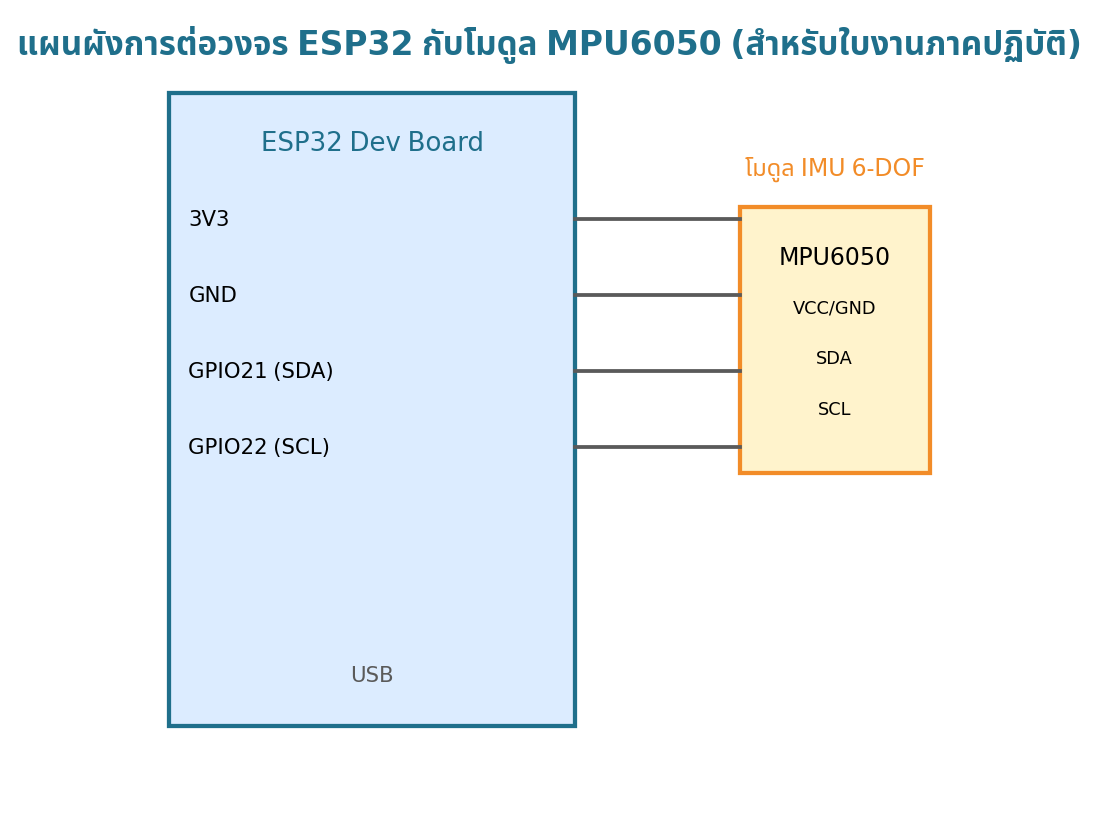 แผนผังการต่อวงจร ESP32 กับโมดูล MPU6050 (สำหรับใบงานภาคปฏิบัติ)
ESP32 Dev Board
โมดูล IMU 6-DOF
3V3
MPU6050
GND
VCC/GND
GPIO21 (SDA)
SDA
SCL
GPIO22 (SCL)
USB